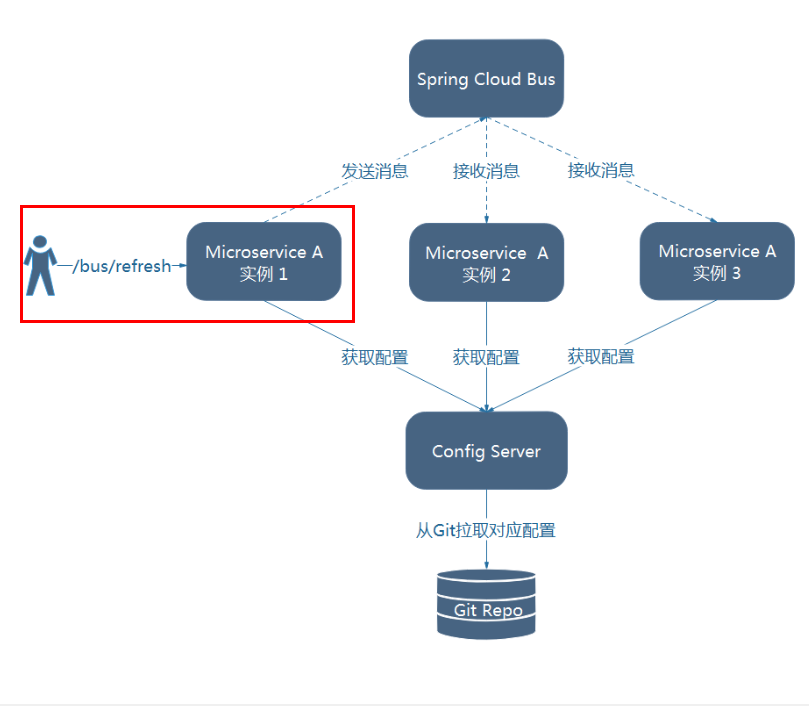 Spring Cloud Bus
发送消息
接收消息
接收消息
/bus/refresh
Microservice A
实例 1
Microservice A
实例 2
Microservice A
实例 3
获取配置
获取配置
获取配置
Config Server
从Git拉取对应配置
Git Repo